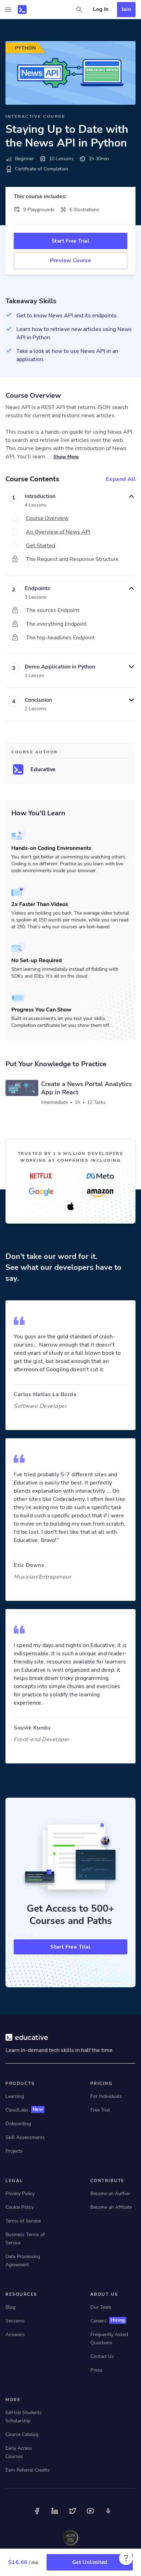 Log In
Join
PYTHON
NEWS API
BREAKING NEWS
INTERACTIVE COURSE
Staying Up to Date with the
News API in Python
Beginner
10 Lessons
1h 30min
Certificate of Completion
This course includes:
9 Playgrounds
6 Illustrations
Start Free Trial
Preview Course
Takeaway Skills
Get to know News API and its endpoints.
Learn how to retrieve new articles using News
API in Python.
Take a look at how to use News API in an
application.
Course Overview
News API is a REST API that returns JSON search
results for current and historic news articles.
This course is a hands-on guide for using News API
to search and retrieve live articles over the web.
This course begins with the introduction of News
API. You'll learn ... Show More
Course Contents
Expand All
1
Introduction
4 Lessons
Course Overview
An Overview of News API
Get Started
The Request and Response Structure
2
Endpoints
3 Lessons
The sources Endpoint
The everything Endpoint
The top-headlines Endpoint
3
Demo Application in Python
1 Lesson
4
Conclusion
2 Lessons
COURSE AUTHOR
Educative
How You'll Learn
Hands-on Coding Environments
You don't get better at swimming by watching others.
Coding is no different. Practice as you learn with live
code environments inside your browser.
2x Faster Than Videos
Videos are holding you back. The average video tutorial
is spoken at 150 words per minute, while you can read
at 250. That's why our courses are text-based.
No Set-up Required
Start learning immediately instead of fiddling with
SDKs and IDEs. It's all on the cloud.
Progress You Can Show
Built in assessments let you test your skills.
Completion certificates let you show them off.
Put Your Knowledge to Practice
Create a News Portal Analytics
App in React
Intermediate • 1h • 12 Tasks
TRUSTED BY 1.9 MILLION DEVELOPERS
WORKING AT COMPANIES INCLUDING
NETFLIX
Meta
Google
amazon
Don't take our word for it.
See what our developers have to
say.
You guys are the gold standard of crash-
courses... Narrow enough that it doesn't
need years of study or a full blown book to
get the gist, but broad enough that an
afternoon of Googling doesn't cut it.
Carlos Matias La Borde
Software Developer
I've tried probably 5-7 different sites and
Educative is easily the best. It perfectly
blends explanation with interactivity ... On
other sites like Codecademy, I often feel like
we were shown how to do a specific task
to build a specific product such that if I were
to recreate or mix and match the material
I'd be building my own from scratch,
I'd be lost. I don't feel like that at all with
Educative. Bravo!"
Eric Downs
Musician/Entrepeneur
I spend my days and nights on Educative. It
is indispensable. It is such a unique and
reader-friendly resources are often
required on bleeding edge tech. Educative
is well organized and keep doing it deep. It
just break down tricky programming
concepts into simple chunks and exercises
for practice to solidify the learning
experience.
Souvik Kundu
Front-end Developer
Get Access to 500+
Courses and Paths
Start Free Trial
educative
Learn in-demand tech skills in half the time
PRODUCTS
Learning
CloudLabs New
Onboarding
Skill Assessments
Projects
PRICING
For Individuals
Free Trial
LEGAL
Privacy Policy
Cookie Policy
Terms of Service
Business Terms of
Service
Data Processing
Agreement
CONTRIBUTE
Become an Author
Become an Affiliate
RESOURCES
Blog
Sessions
Answers
ABOUT US
Our Team
Careers Hiring
Frequently Asked
Questions
Contact Us
Press
MORE
GitHub Students
Scholarship
Course Catalog
Early Access
Courses
Earn Referral Credits
$16.66 / mo
Get Unlimited
?